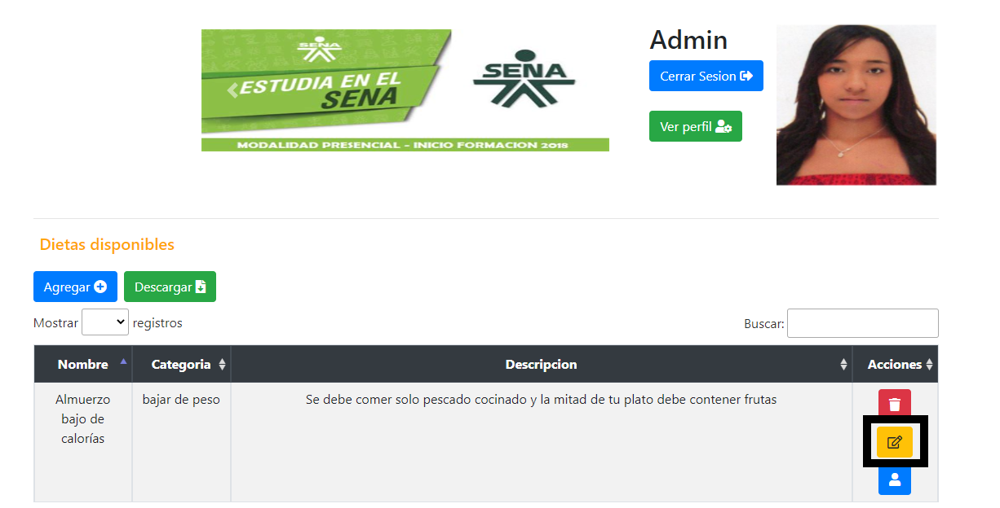 SENA
ESTUDIA EN EL
SENA
SENA
MODALIDAD PRESENCIAL - INICIO FORMACION 2018
Admin
Cerrar Sesion
Ver perfil
Dietas disponibles
Agregar
Descargar
Mostrar registros
Buscar:
Nombre Categoria Descripcion Acciones
Almuerzo bajar de peso Se debe comer solo pescado cocinado y la mitad de tu plato debe contener frutas
bajo de
calorías